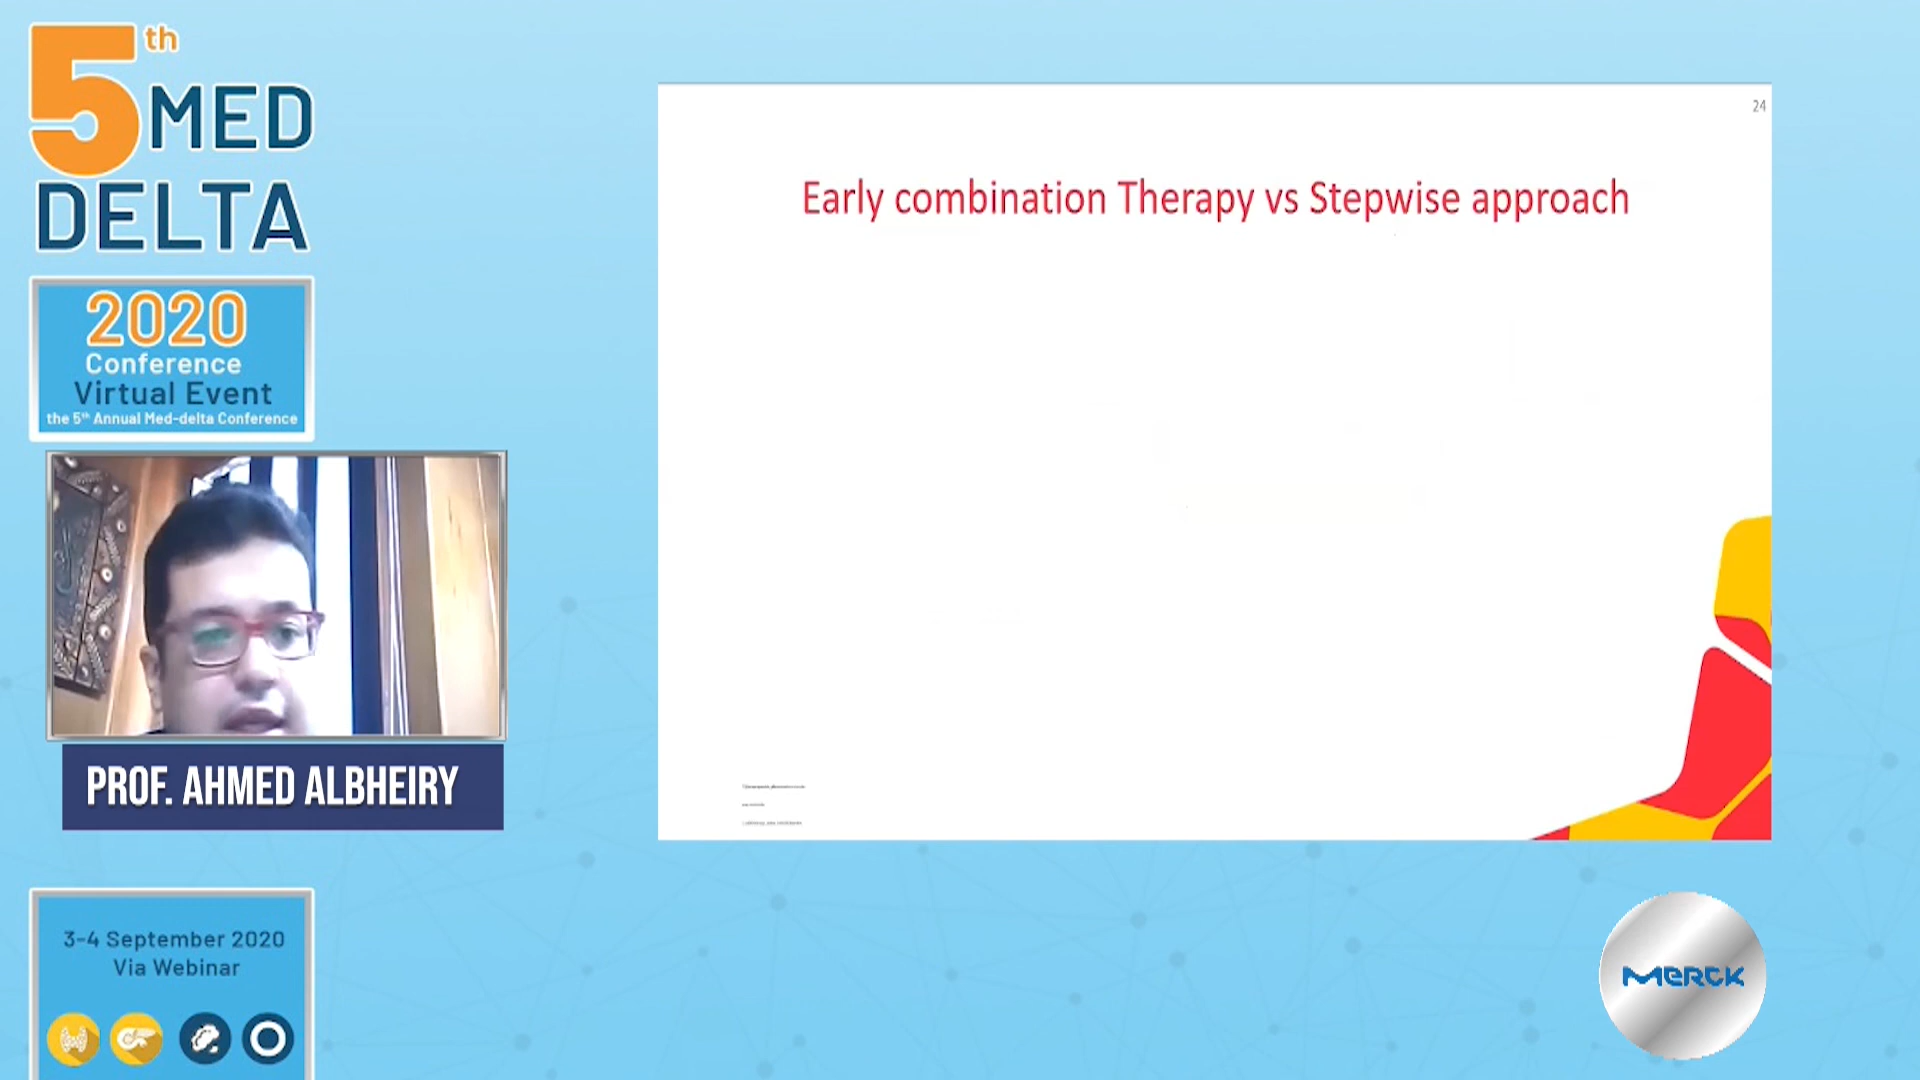 5th MED
DELTA
2020
Conference
Virtual Event
the 5th Annual Med-delta Conference
PROF. AHMED ALBHEIRY
3-4 September 2020
Via Webinar
24
Early combination Therapy vs Stepwise approach
MERCK